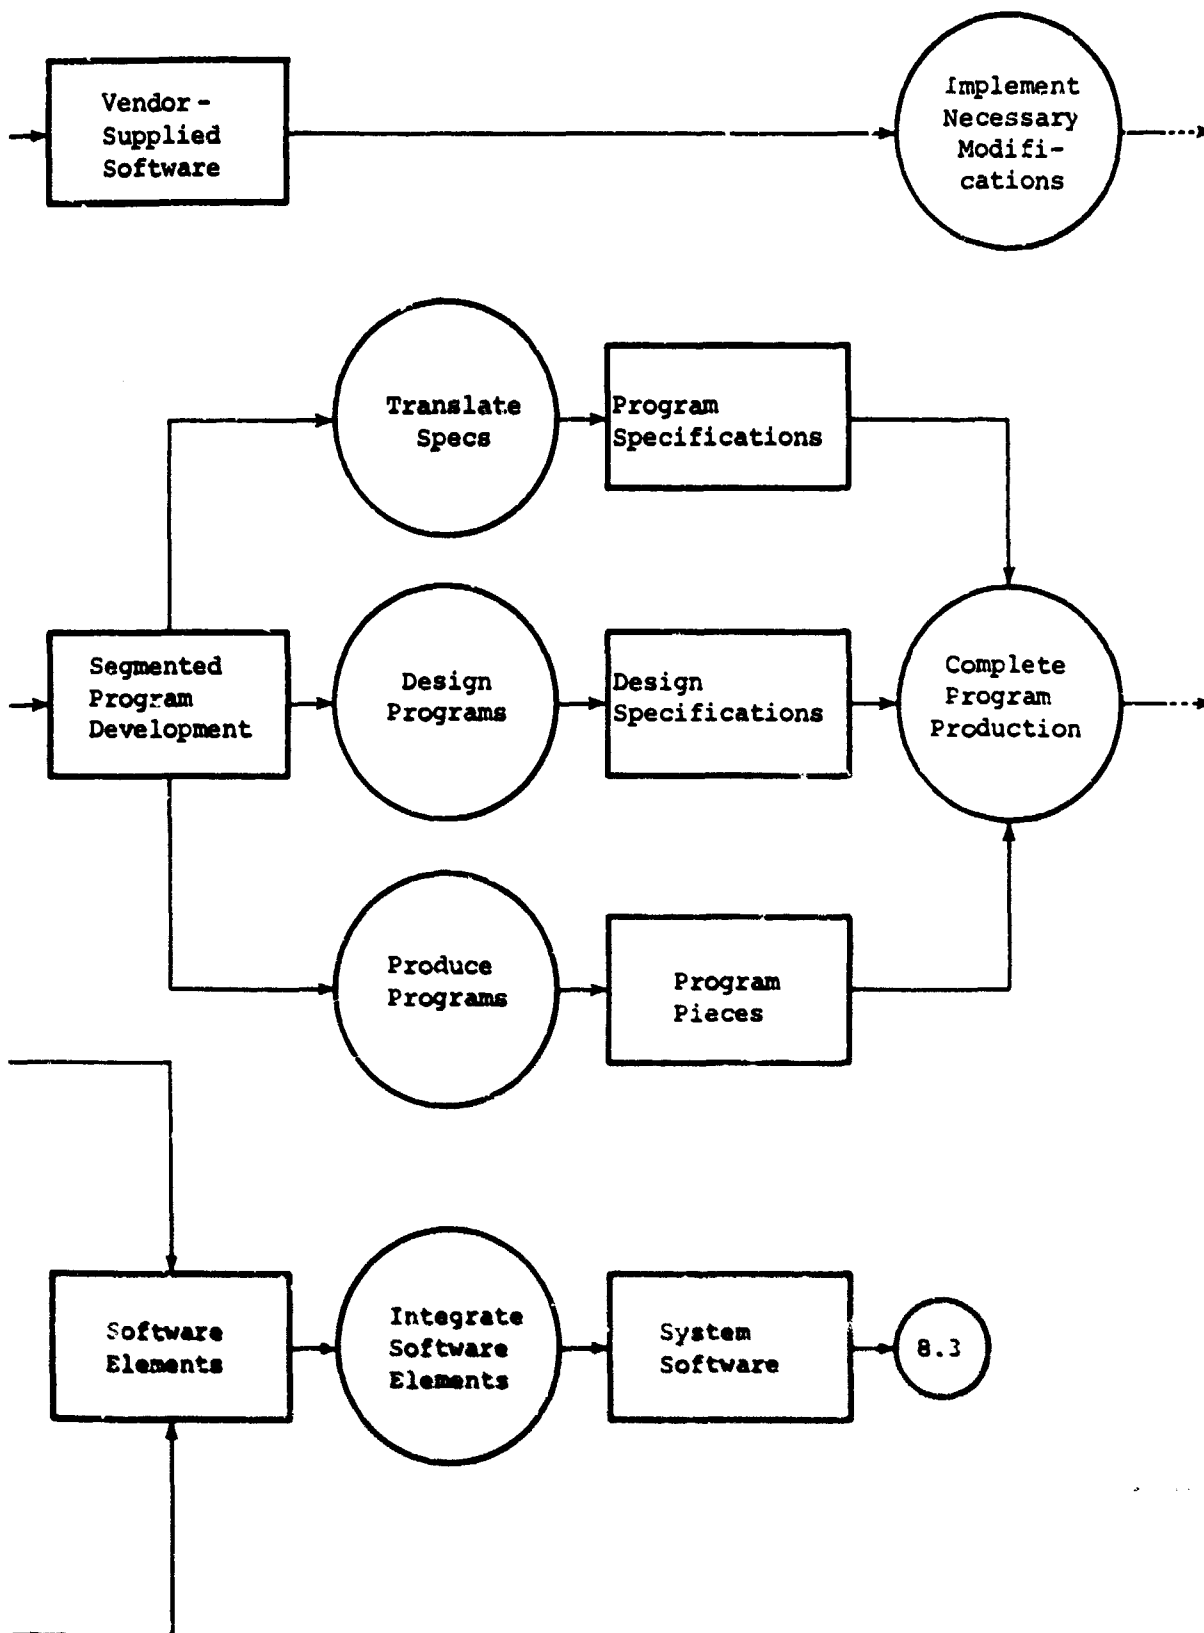 Vendor-
Supplied
Software
Implement
Necessary
Modifi-
cations
Translate
Specs
Program
Specifications
Segmented
Program
Development
Design
Programs
Design
Specifications
Complete
Program
Production
Produce
Programs
Program
Pieces
Software
Elements
Integrate
Software
Elements
System
Software
8.3